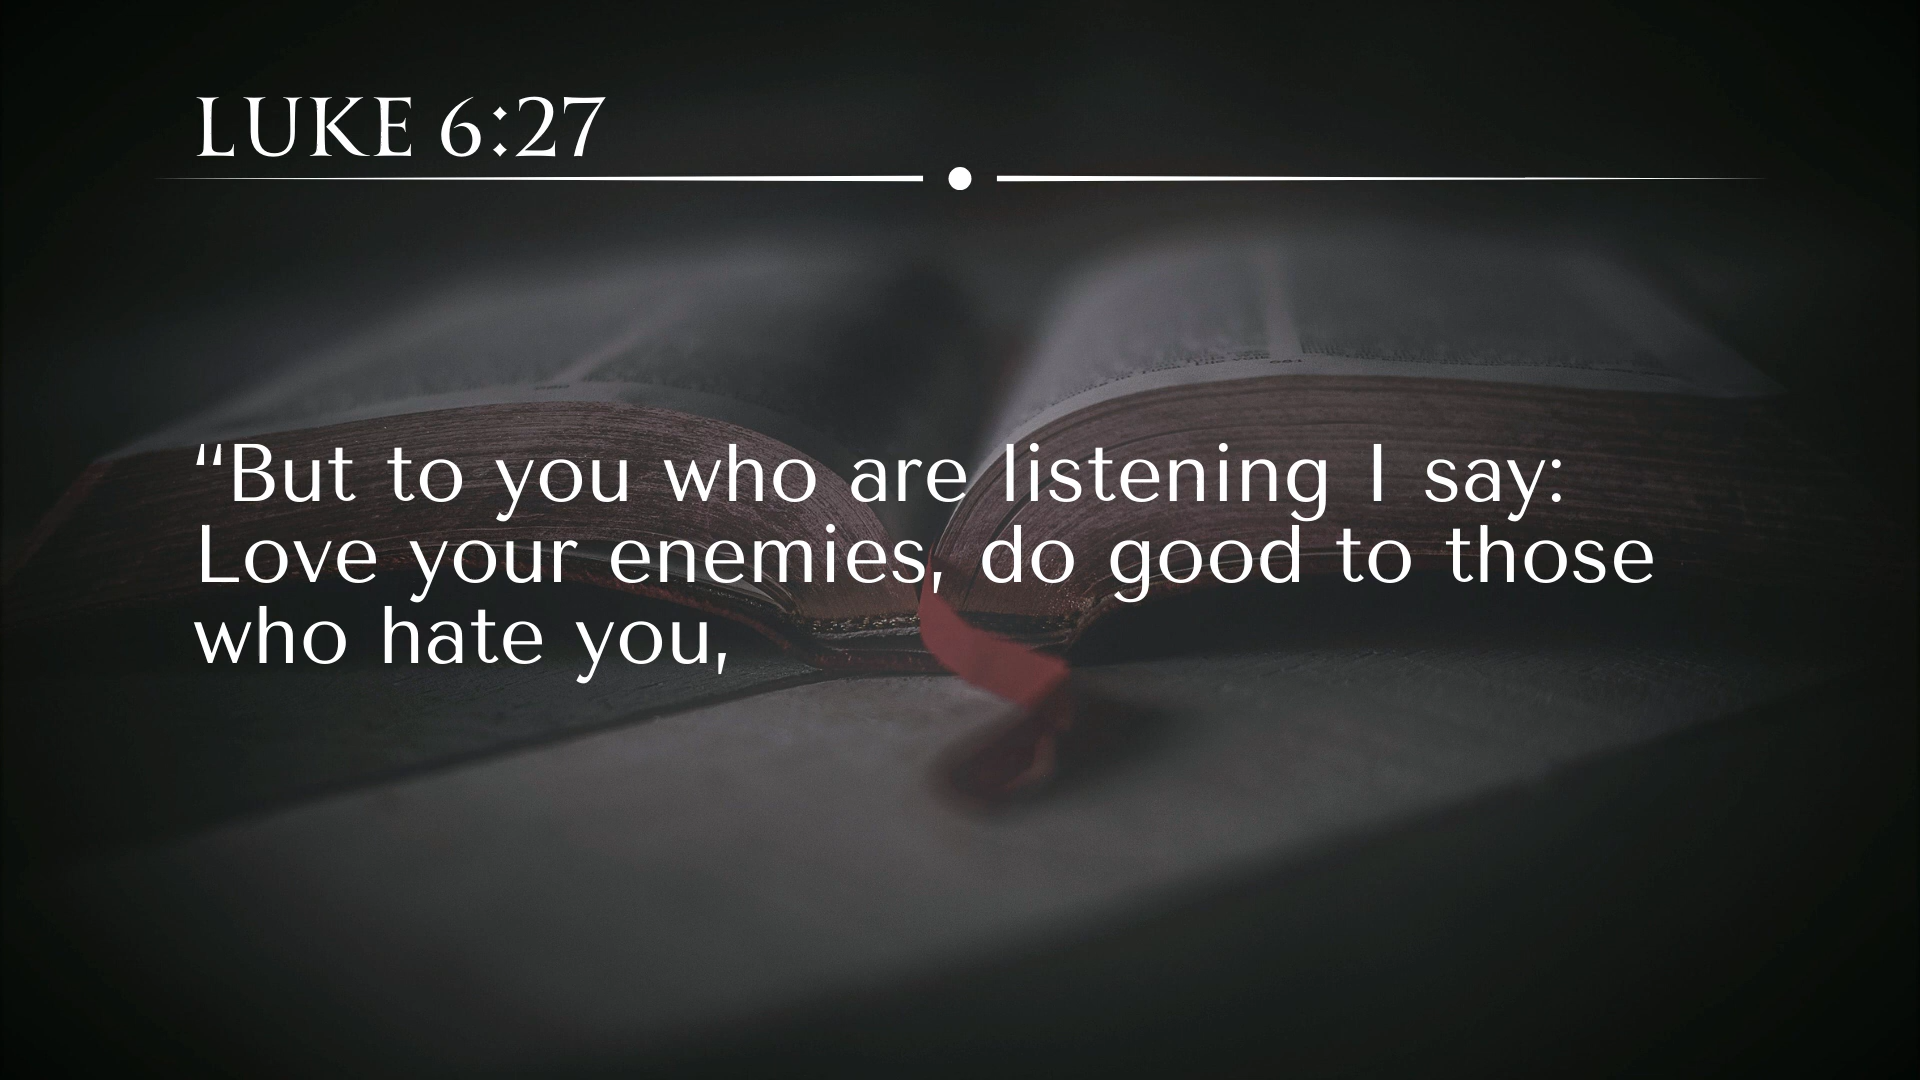 LUKE 6:27
“But to you who are listening I say:
Love your enemies, do good to those
who hate you,